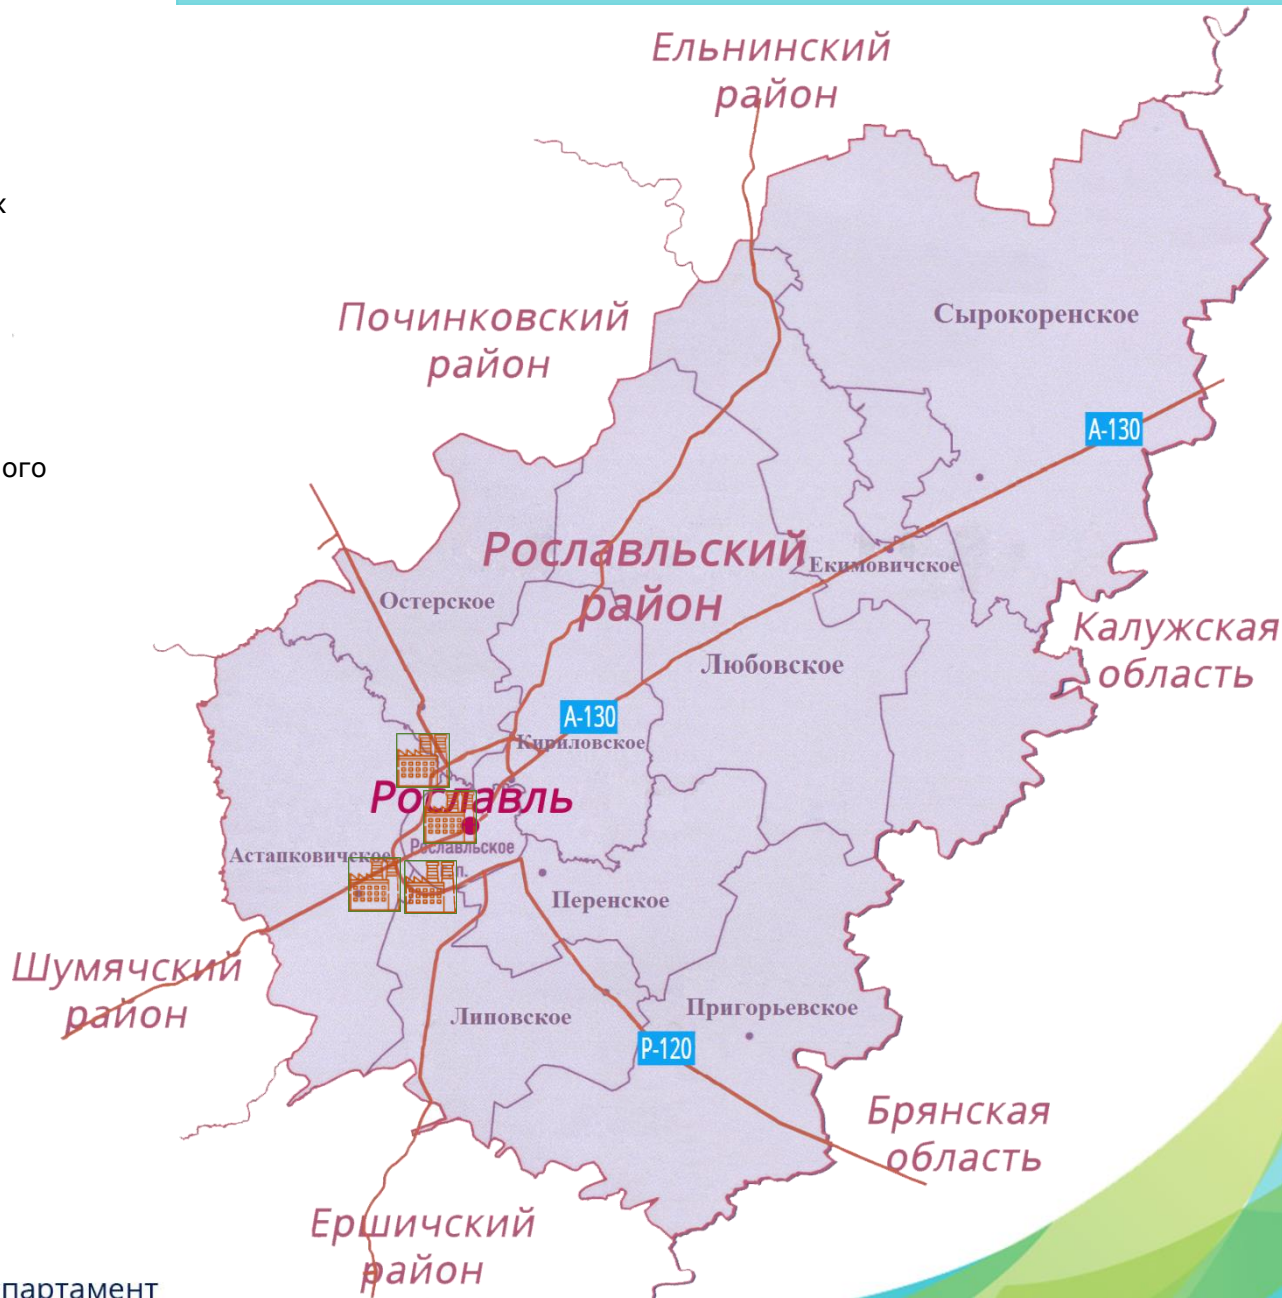 Ельнинский
район
к
Починковский
район
Сырокоренское
А-130
ого
Рославльский
район
Екимовичское
Остерское
Калужская
область
Любовское
А-130
Кириловское
Рославль
Рославльское
п.
Астапковичское
Перенское
Шумячский
район
Липовское
Пригорьевское
Р-120
Брянская
область
Ершичский
район
партамент